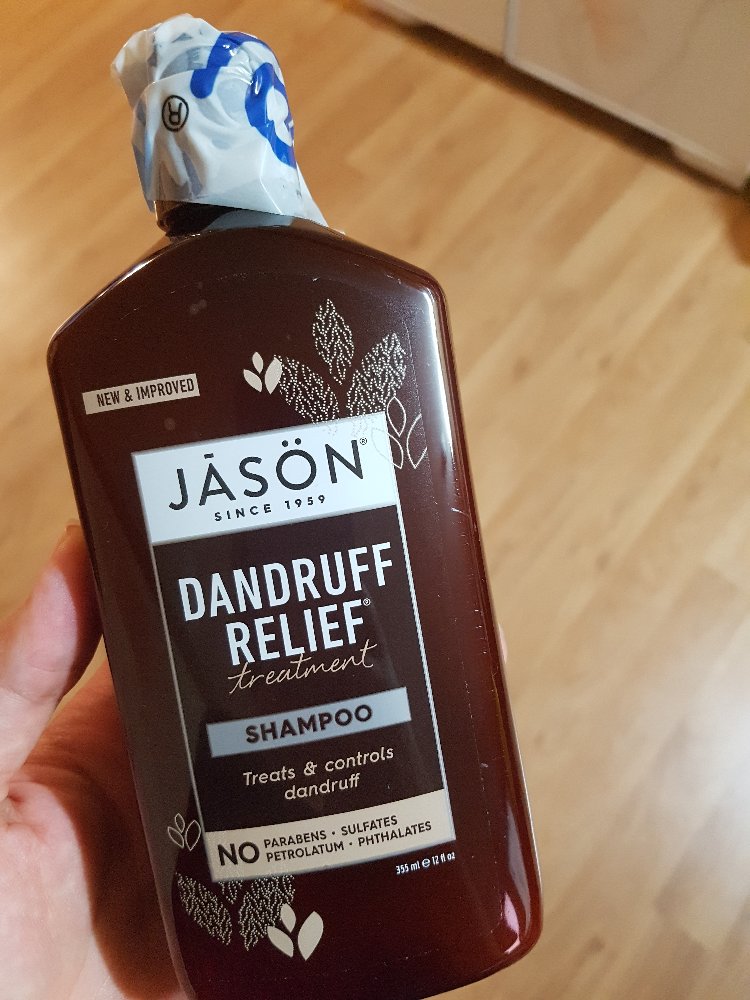 ®
NEW & IMPROVED
JĀSÖN®
SINCE 1959
DANDRUFF
RELIEF®
treatment
SHAMPOO
Treats & controls
dandruff
NO PARABENS · SULFATES
PETROLATUM · PHTHALATES
355 ml ℮ 12 fl oz